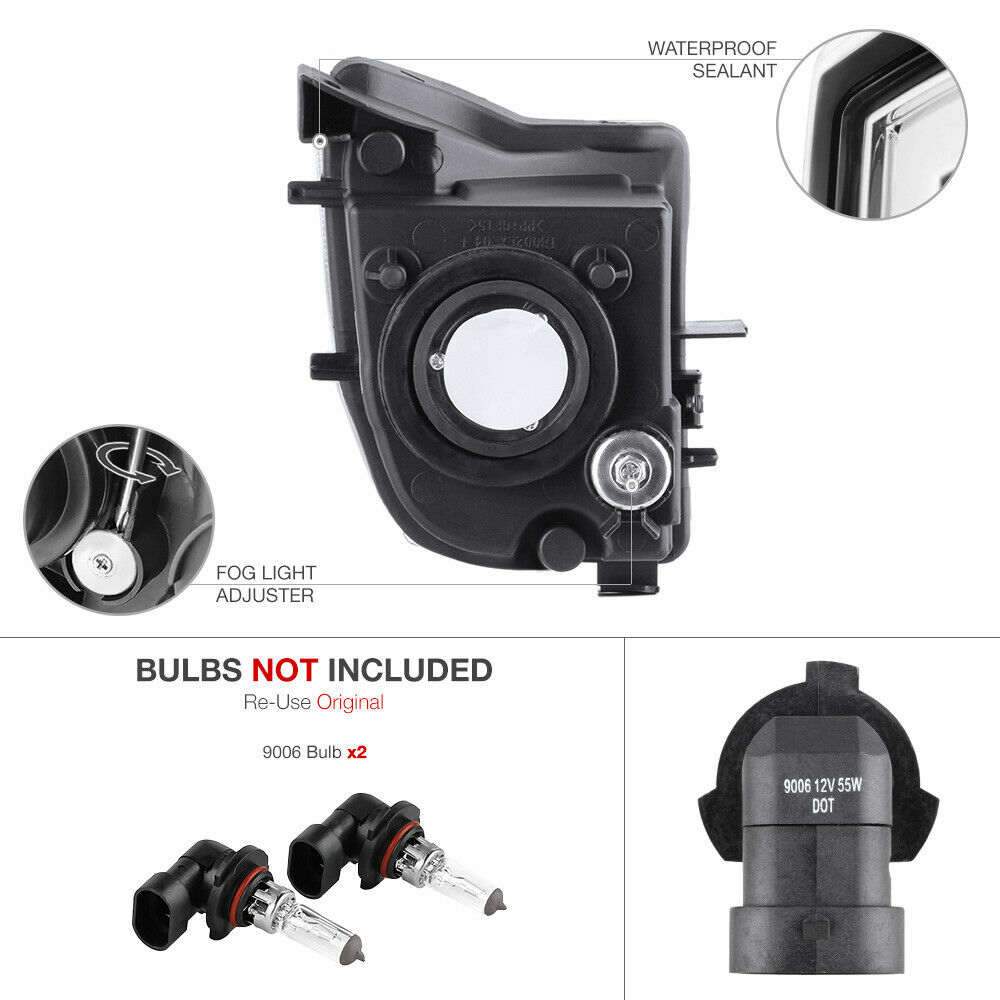 WATERPROOF
SEALANT
FOG LIGHT
ADJUSTER
BULBS NOT INCLUDED
Re-Use Original
9006 Bulb x2
9006 12V 55W
DOT